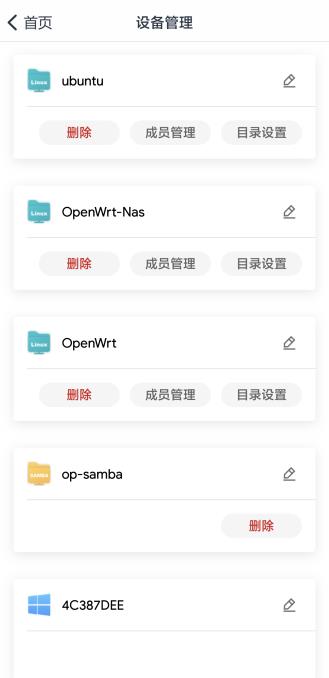 首页 设备管理
Linux ubuntu
删除 成员管理 目录设置
Linux OpenWrt-Nas
删除 成员管理 目录设置
Linux OpenWrt
删除 成员管理 目录设置
SAMBA op-samba
删除
4C387DEE